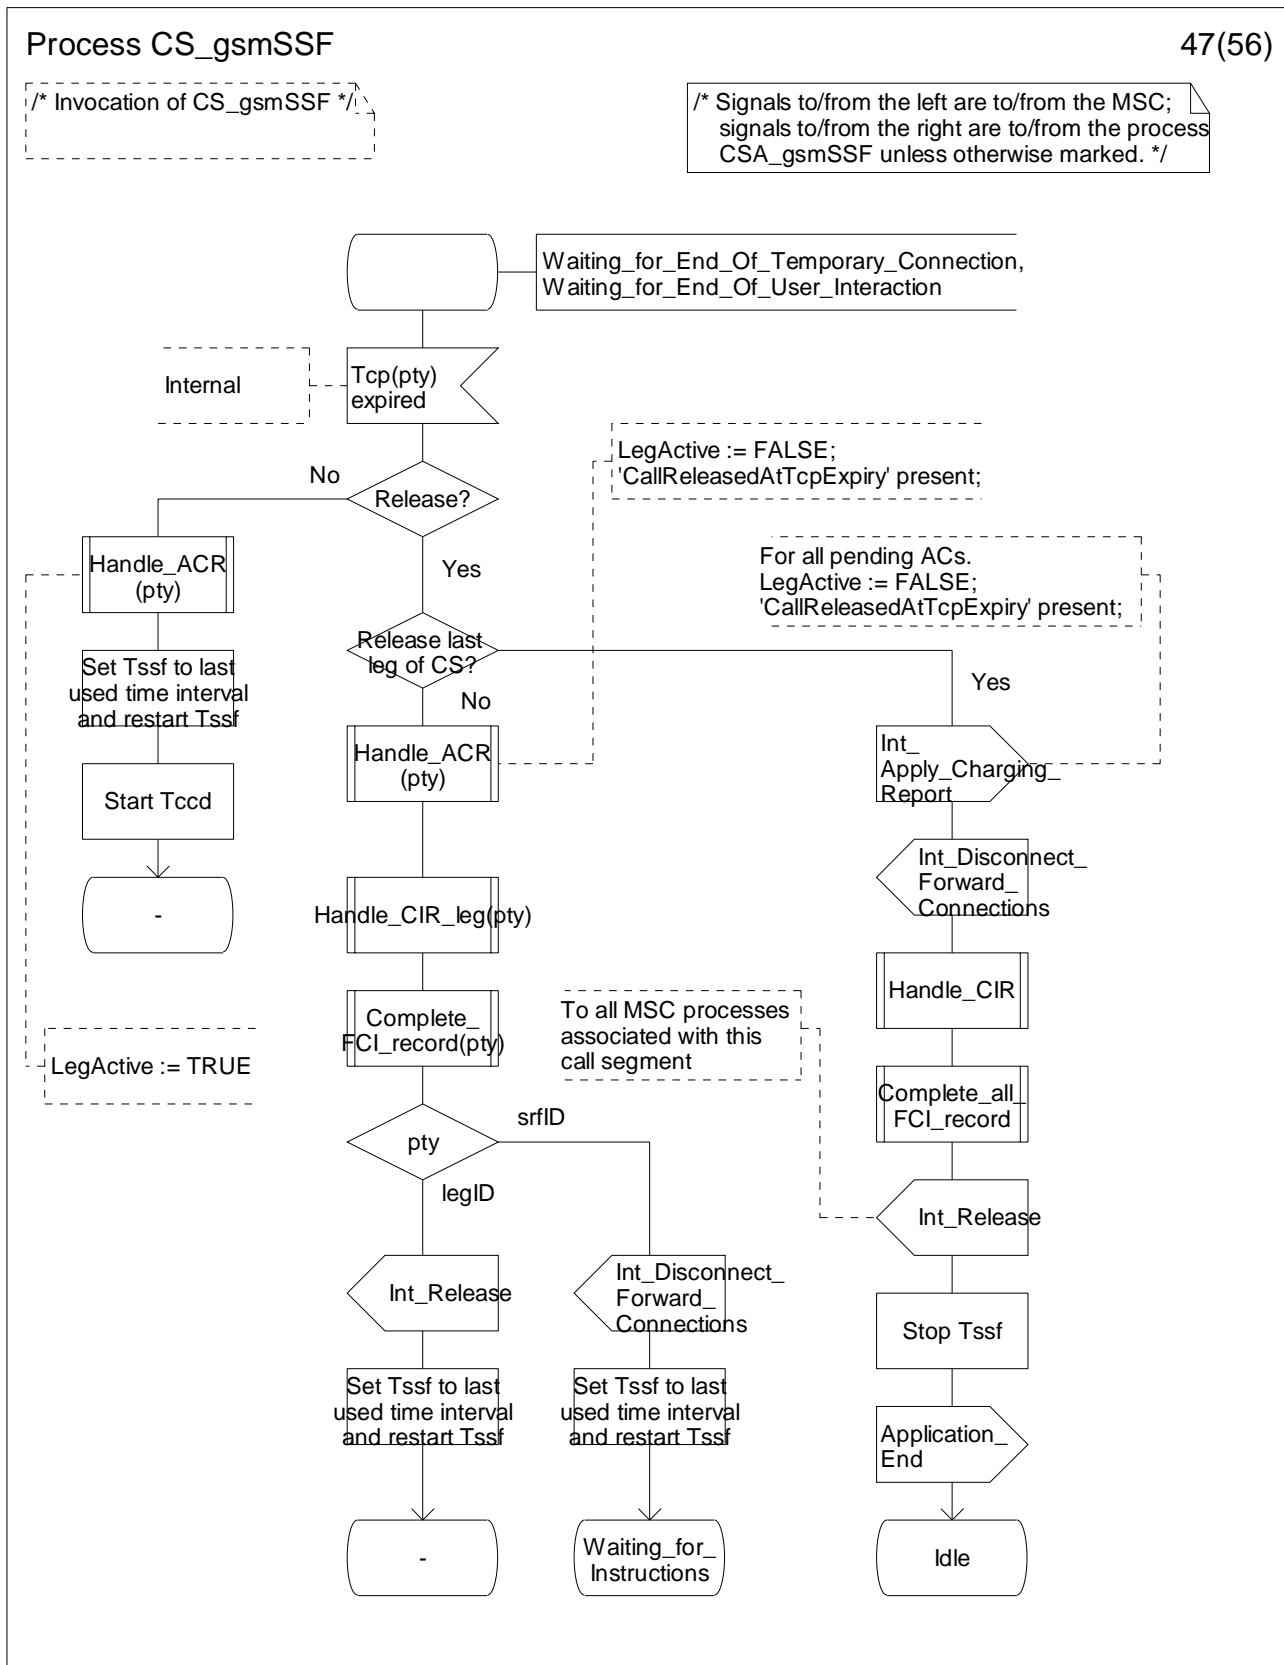 Process CS_gsmSSF
47(56)
/* Invocation of CS_gsmSSF */
/* Signals to/from the left are to/from the MSC;
signals to/from the right are to/from the process
CSA_gsmSSF unless otherwise marked. */
Waiting_for_End_Of_Temporary_Connection,
Waiting_for_End_Of_User_Interaction
Internal
Tcp(pty)
expired
LegActive := FALSE;
'CallReleasedAtTcpExpiry' present;
No
Release?
Handle_ACR
(pty)
Yes
For all pending ACs.
LegActive := FALSE;
'CallReleasedAtTcpExpiry' present;
Release last
leg of CS?
Set Tssf to last
used time interval
and restart Tssf
No
Yes
Handle_ACR
(pty)
Int_
Apply_Charging_
Report
Start Tccd
Int_Disconnect_
Forward_
Connections
-
Handle_CIR_leg(pty)
Handle_CIR
To all MSC processes
associated with this
call segment
Complete_
FCI_record(pty)
LegActive := TRUE
Complete_all_
FCI_record
srfID
pty
legID
Int_Release
Int_Release
Int_Disconnect_
Forward_
Connections
Stop Tssf
Set Tssf to last
used time interval
and restart Tssf
Set Tssf to last
used time interval
and restart Tssf
Application_
End
-
Waiting_for_
Instructions
Idle